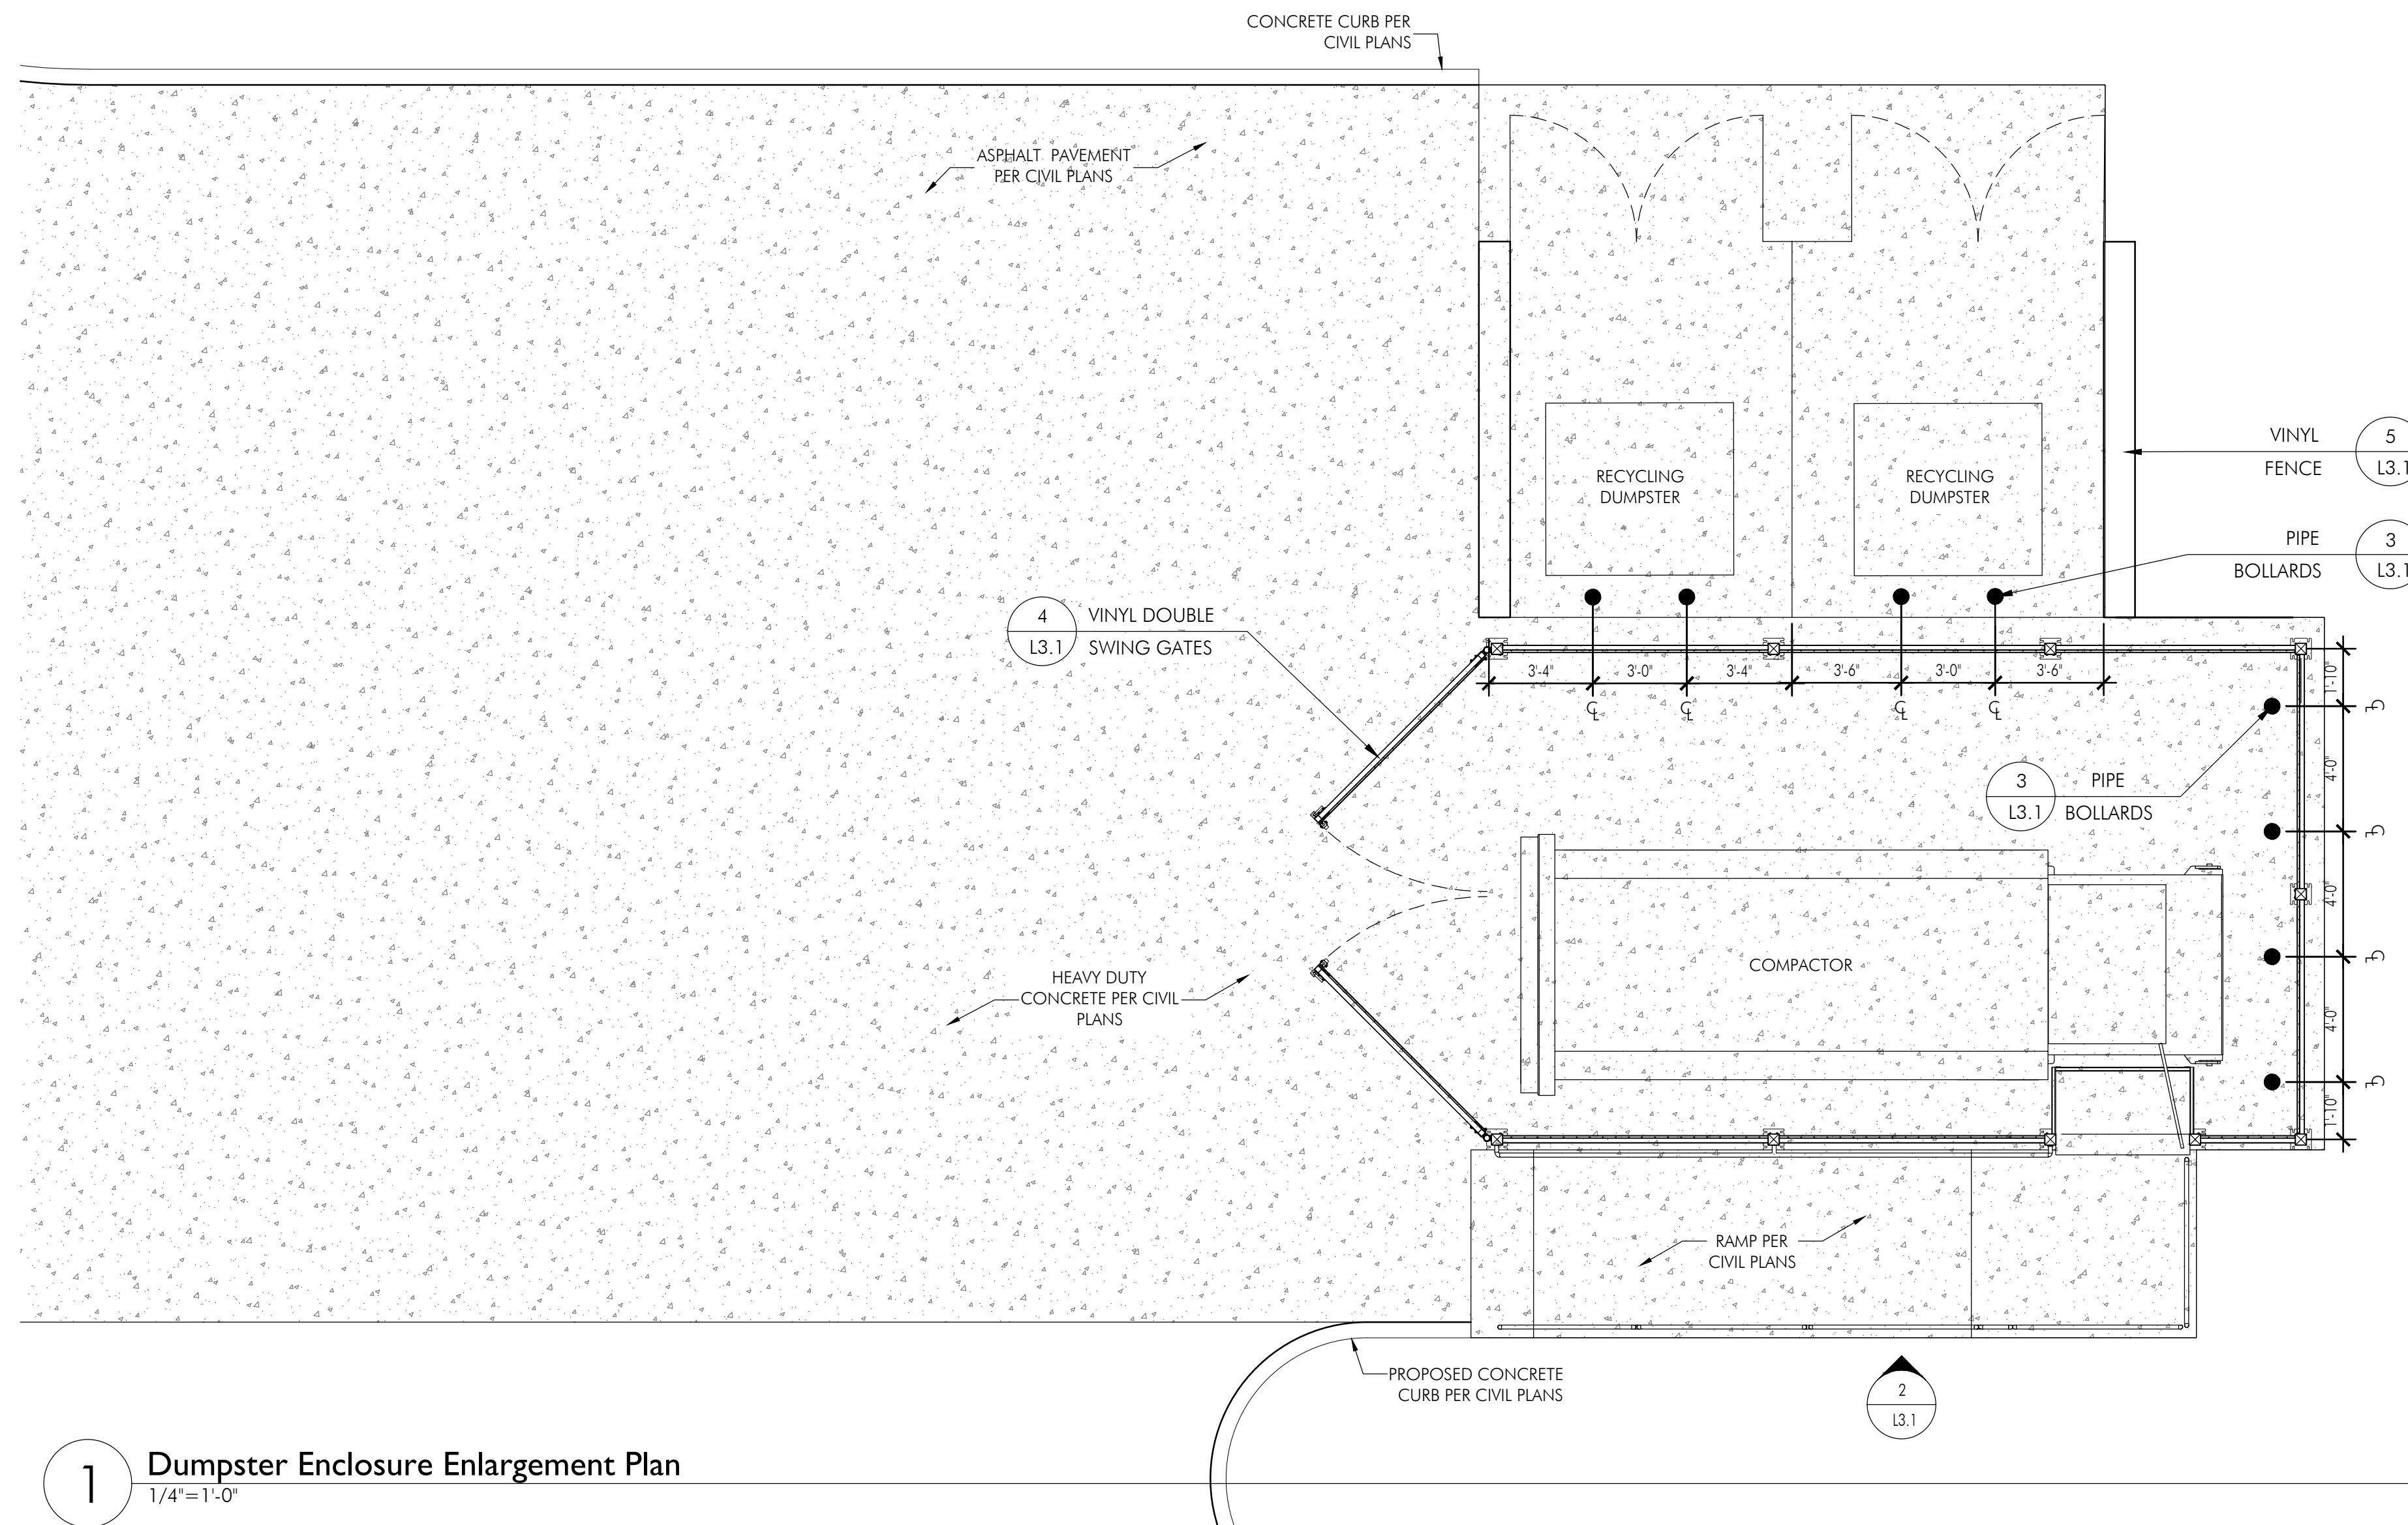 CONCRETE CURB PER
CIVIL PLANS
ASPHALT PAVEMENT
PER CIVIL PLANS
RECYCLING
DUMPSTER
RECYCLING
DUMPSTER
VINYL
FENCE
5
L3.1
PIPE
BOLLARDS
3
L3.1
4
L3.1
VINYL DOUBLE
SWING GATES
3'-4" 3'-0" 3'-4" 3'-6" 3'-0" 3'-6"
℄ ℄ ℄ ℄
1'-10"
℄
4'-0"
℄
4'-0"
℄
4'-0"
℄
1'-10"
3
L3.1
PIPE
BOLLARDS
COMPACTOR
HEAVY DUTY
CONCRETE PER CIVIL
PLANS
RAMP PER
CIVIL PLANS
PROPOSED CONCRETE
CURB PER CIVIL PLANS
2
L3.1
1
Dumpster Enclosure Enlargement Plan
1/4"=1'-0"